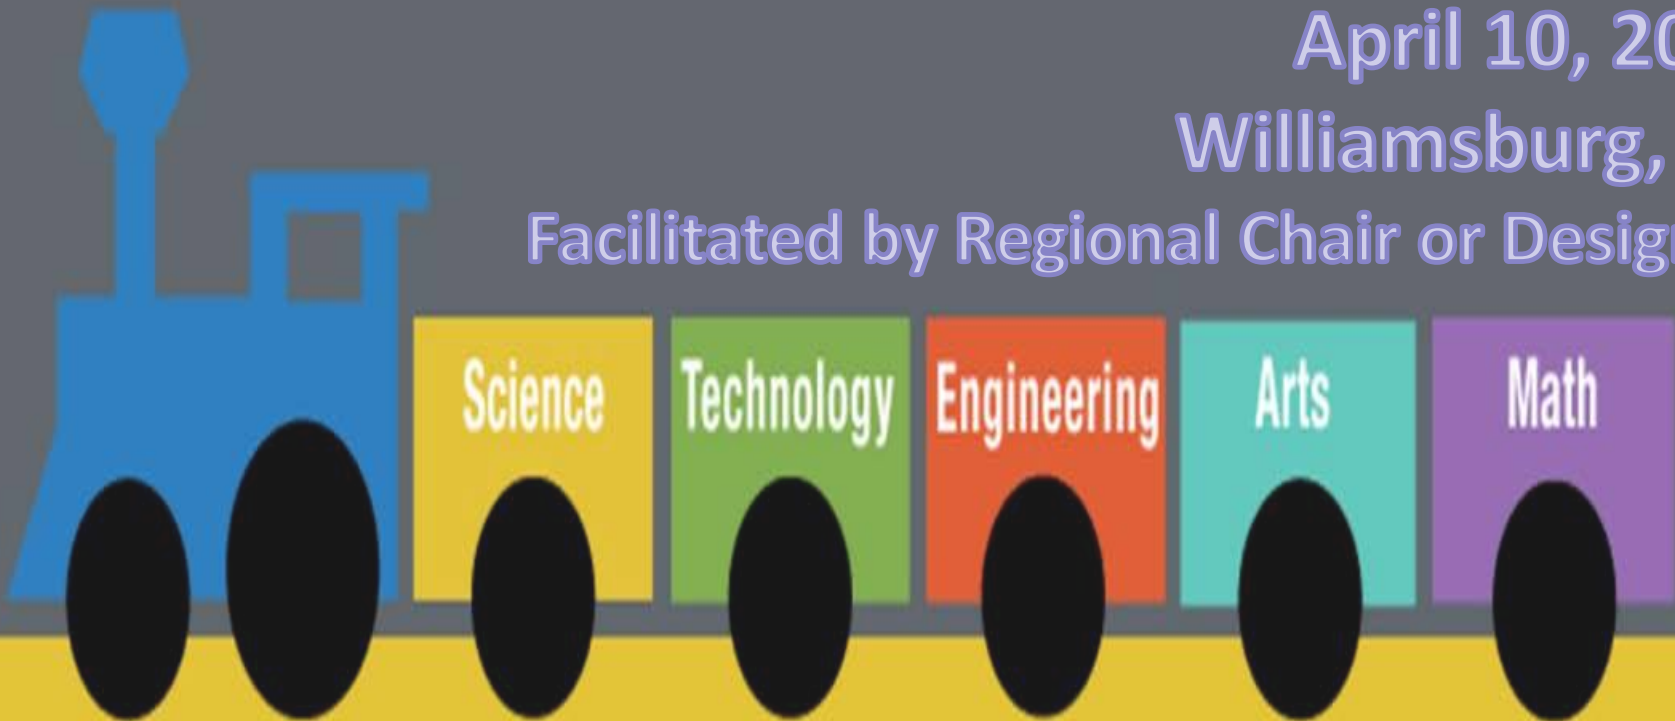 April 10, 20
Williamsburg,
Facilitated by Regional Chair or Desig
Science Technology Engineering Arts Math